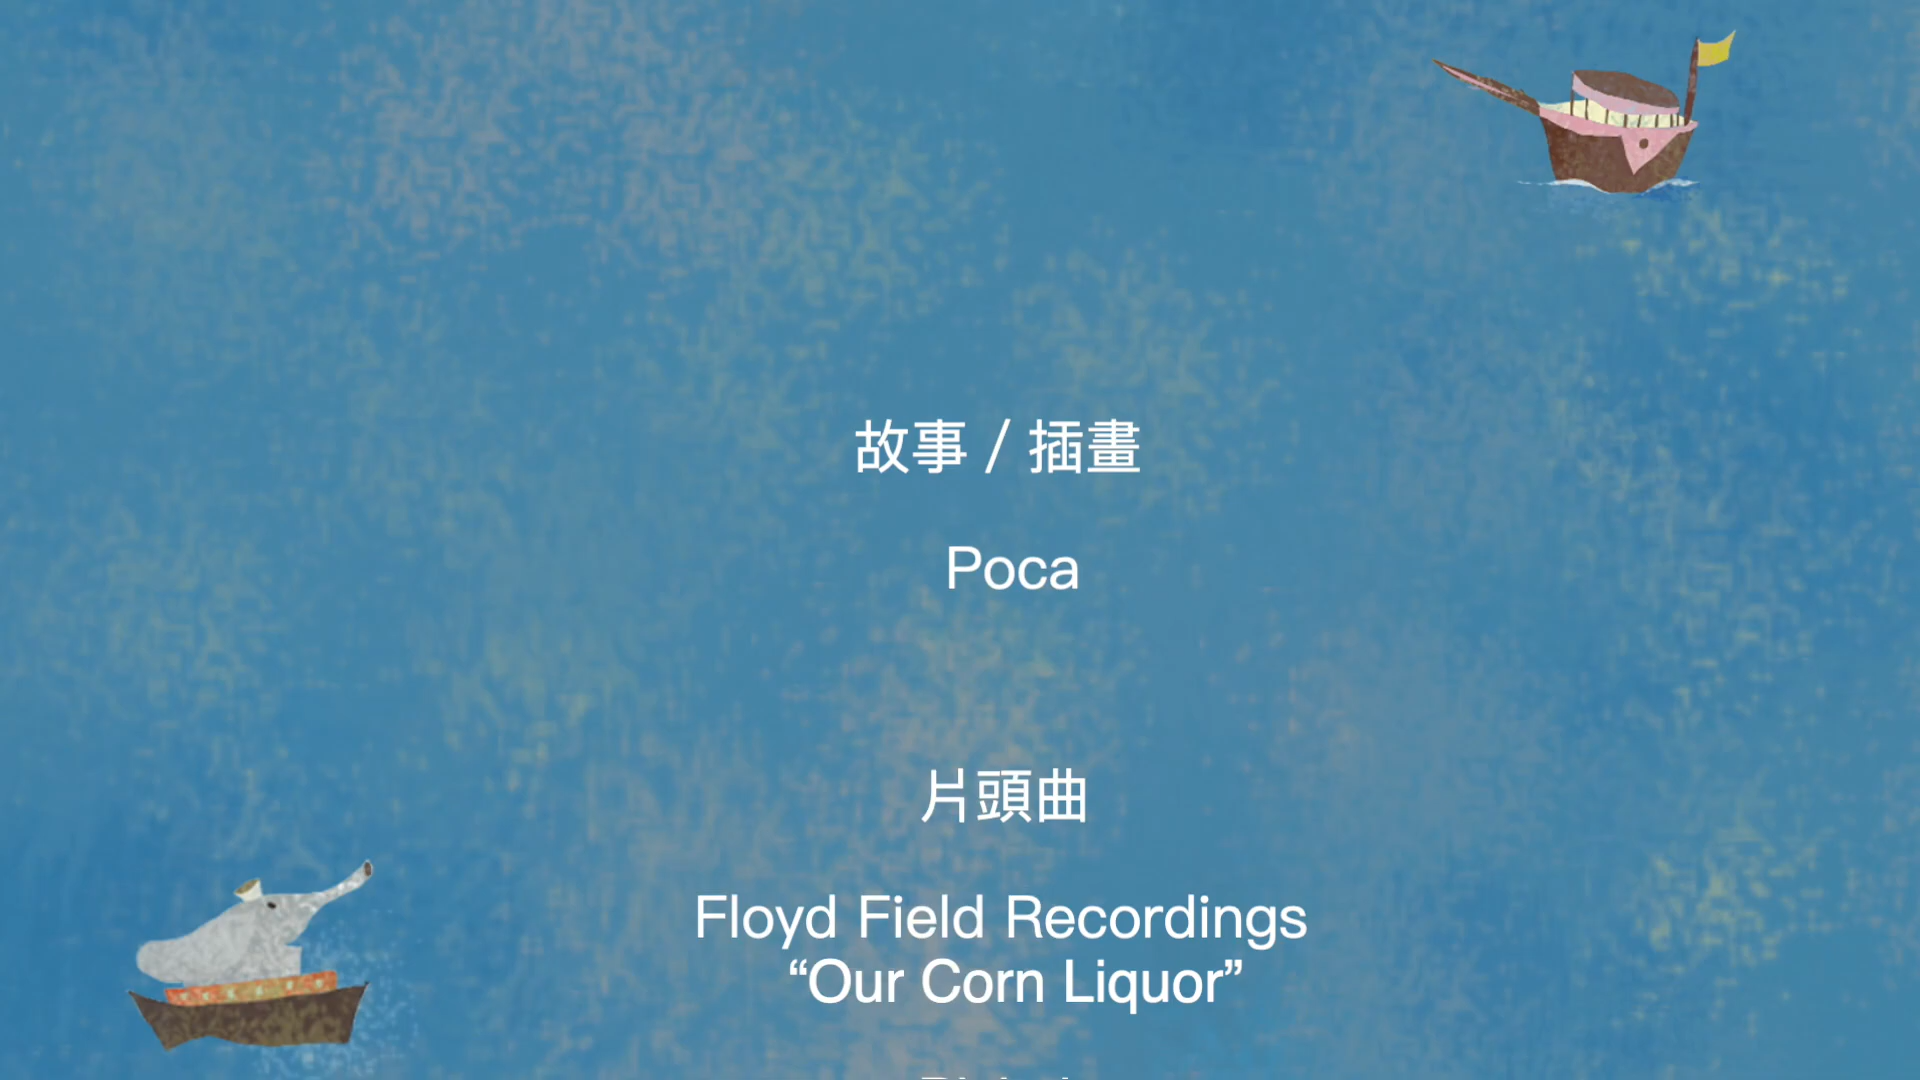 故事 / 插畫
Poca
片頭曲
Floyd Field Recordings
“Our Corn Liquor”